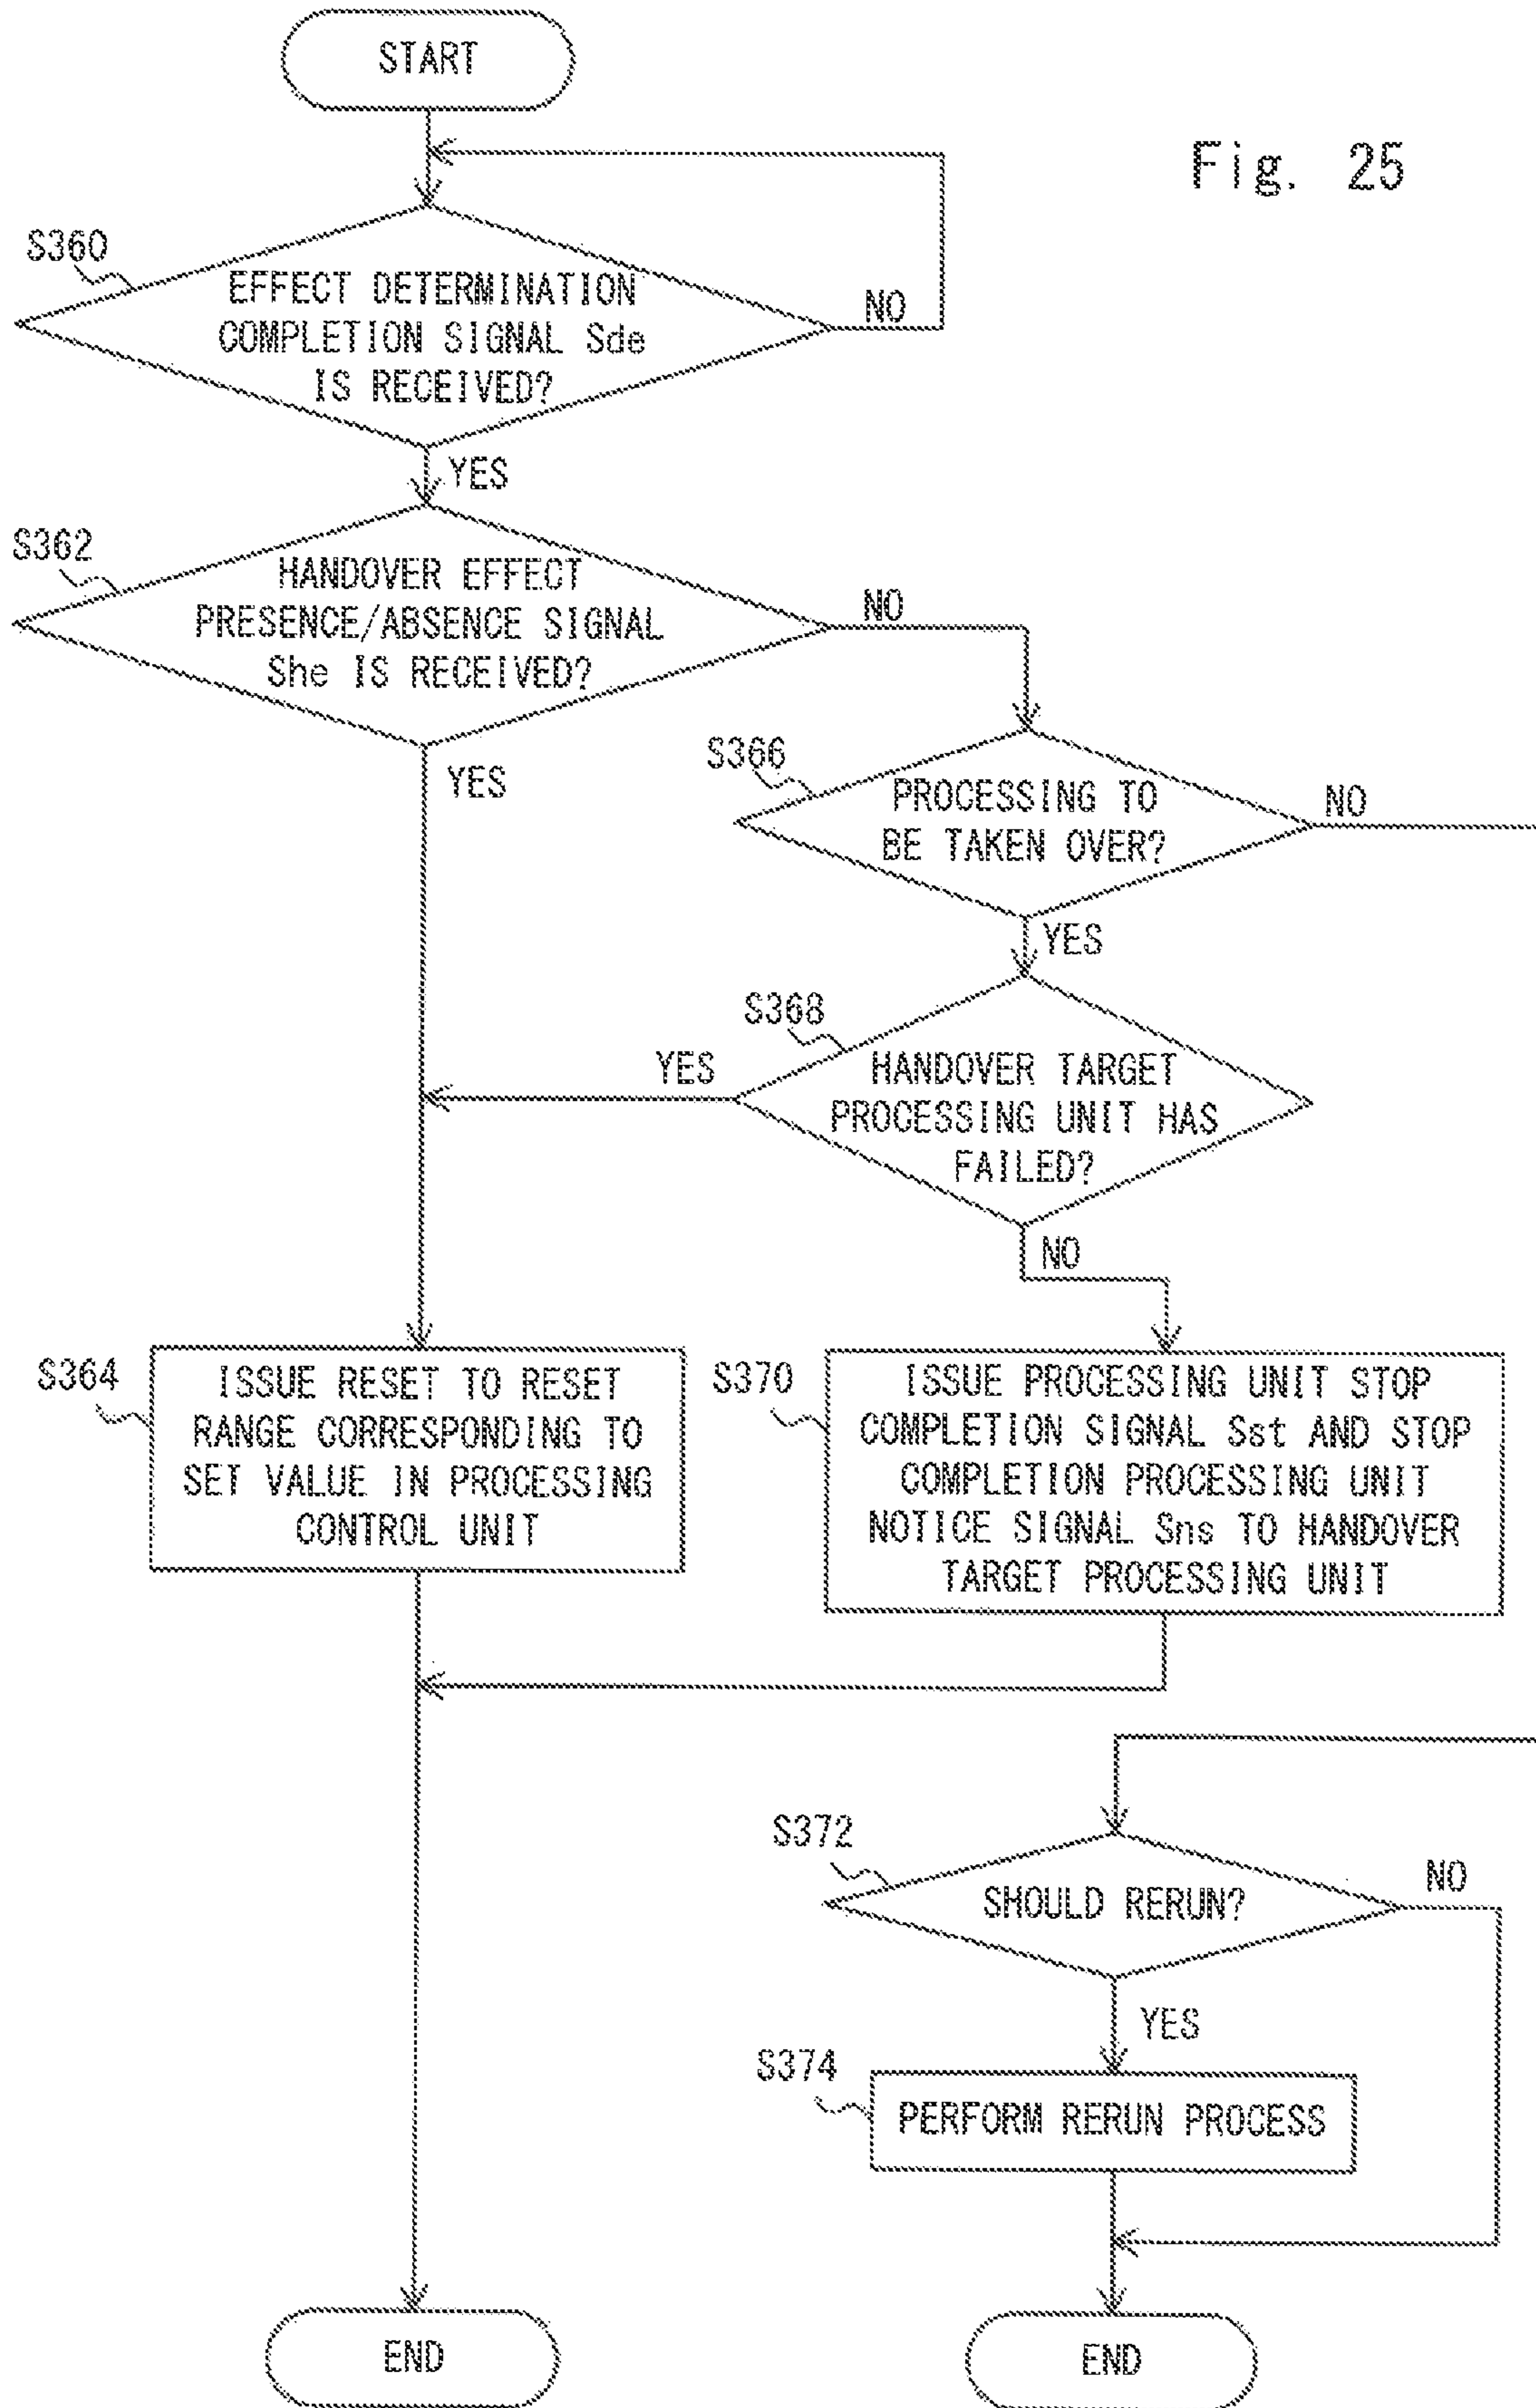 START
Fig. 25
S360
EFFECT DETERMINATION
COMPLETION SIGNAL Sde
IS RECEIVED?
NO
YES
S362
HANDOVER EFFECT
PRESENCE/ABSENCE SIGNAL
She IS RECEIVED?
NO
YES
S366
PROCESSING TO
BE TAKEN OVER?
NO
YES
S368
HANDOVER TARGET
PROCESSING UNIT HAS
FAILED?
YES
NO
S364
ISSUE RESET TO RESET
RANGE CORRESPONDING TO
SET VALUE IN PROCESSING
CONTROL UNIT
S370
ISSUE PROCESSING UNIT STOP
COMPLETION SIGNAL Sst AND STOP
COMPLETION PROCESSING UNIT
NOTICE SIGNAL Sns TO HANDOVER
TARGET PROCESSING UNIT
S372
SHOULD RERUN?
NO
YES
S374
PERFORM RERUN PROCESS
END
END